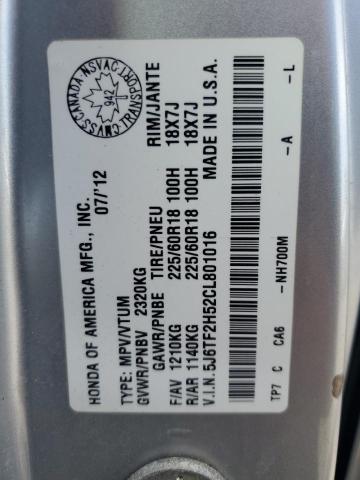 HONDA OF AMERICA MFG., INC. 07/'12
TYPE: MPV/VTUM
GVWR/PNBV 2320KG
GAWR/PNBE TIRE/PNEU RIM/JANTE
F/AV 1210KG 225/60R18 100H 18X7J
R/AR 1140KG 225/60R18 100H 18X7J
V.I.N. 5J6TF2H52CL801016 MADE IN U.S.A.
TP7 C CA6 -NH700M -A -L
CMVSS-CANADA-NSVAC
TRANSPORT
942